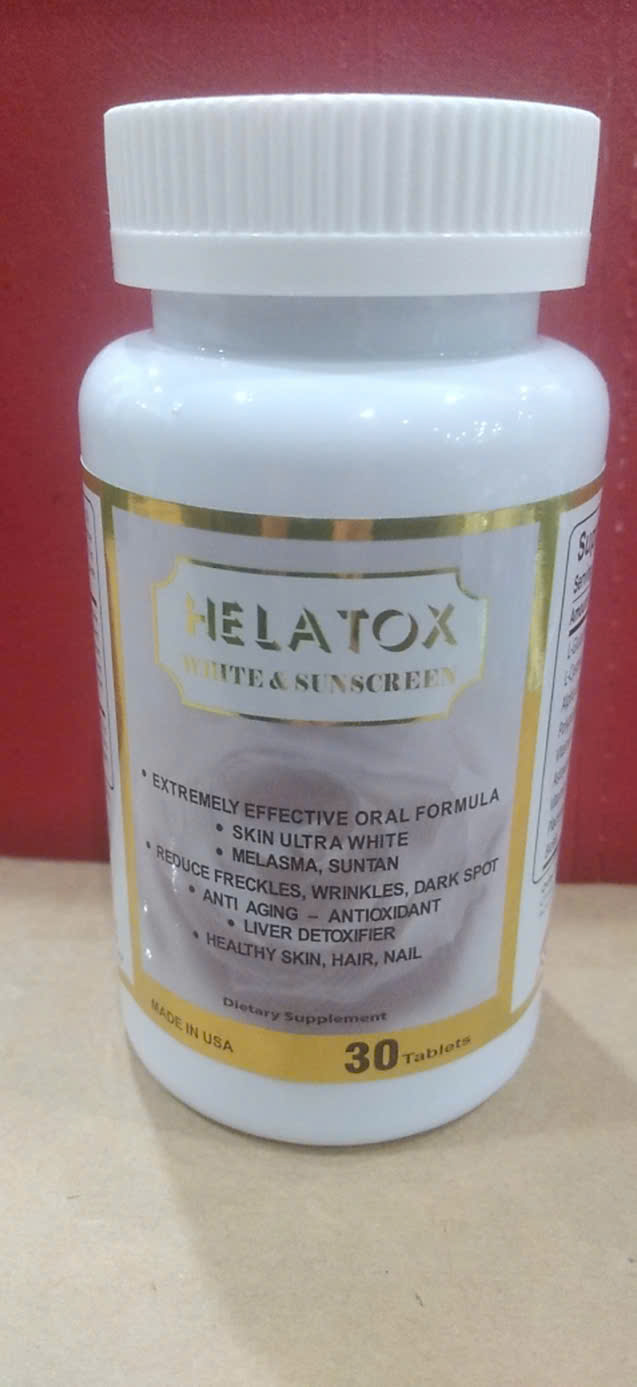 HELATOX
WHITE & SUNSCREEN
• EXTREMELY EFFECTIVE ORAL FORMULA
• SKIN ULTRA WHITE
• MELASMA, SUNTAN
• REDUCE FRECKLES, WRINKLES, DARK SPOT
• ANTI AGING – ANTIOXIDANT
• LIVER DETOXIFIER
• HEALTHY SKIN, HAIR, NAIL
Dietary Supplement
MADE IN USA
30 Tablets